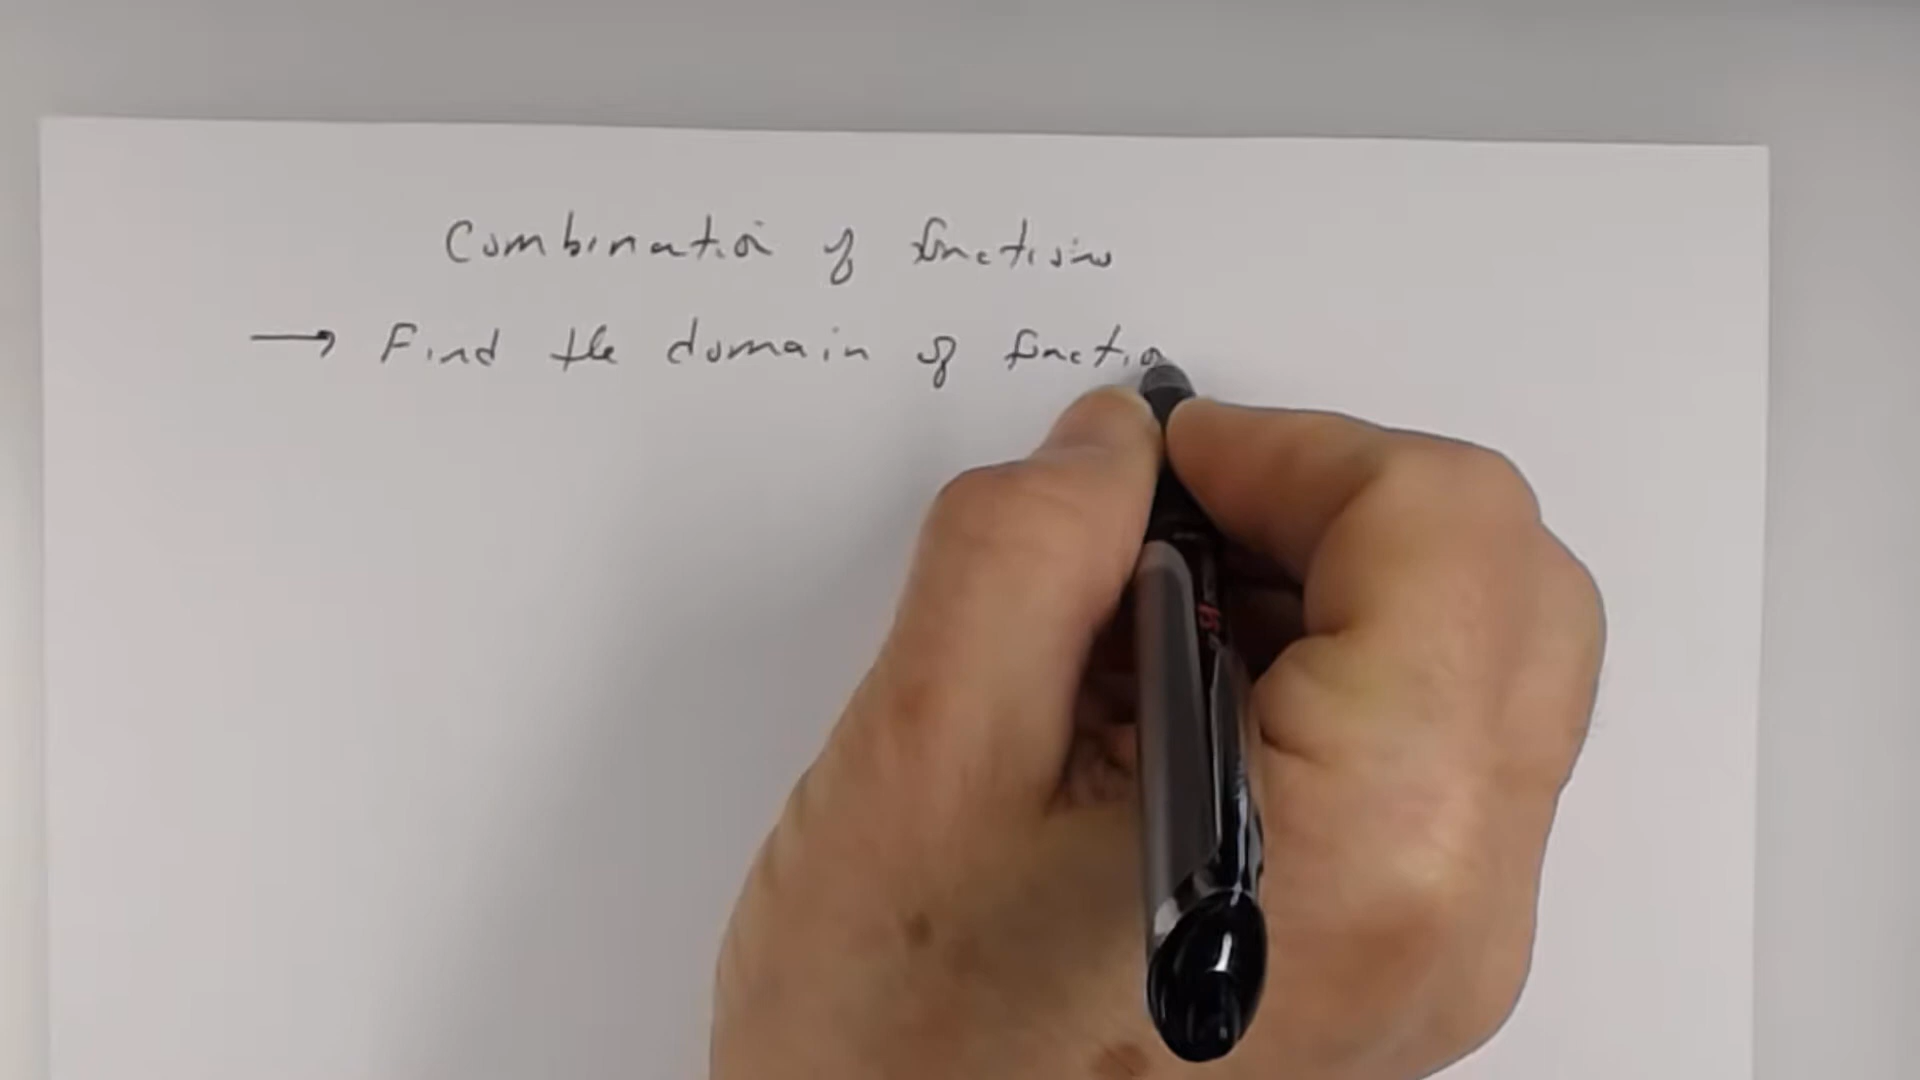 Combination of functions
→ Find the domain of functio